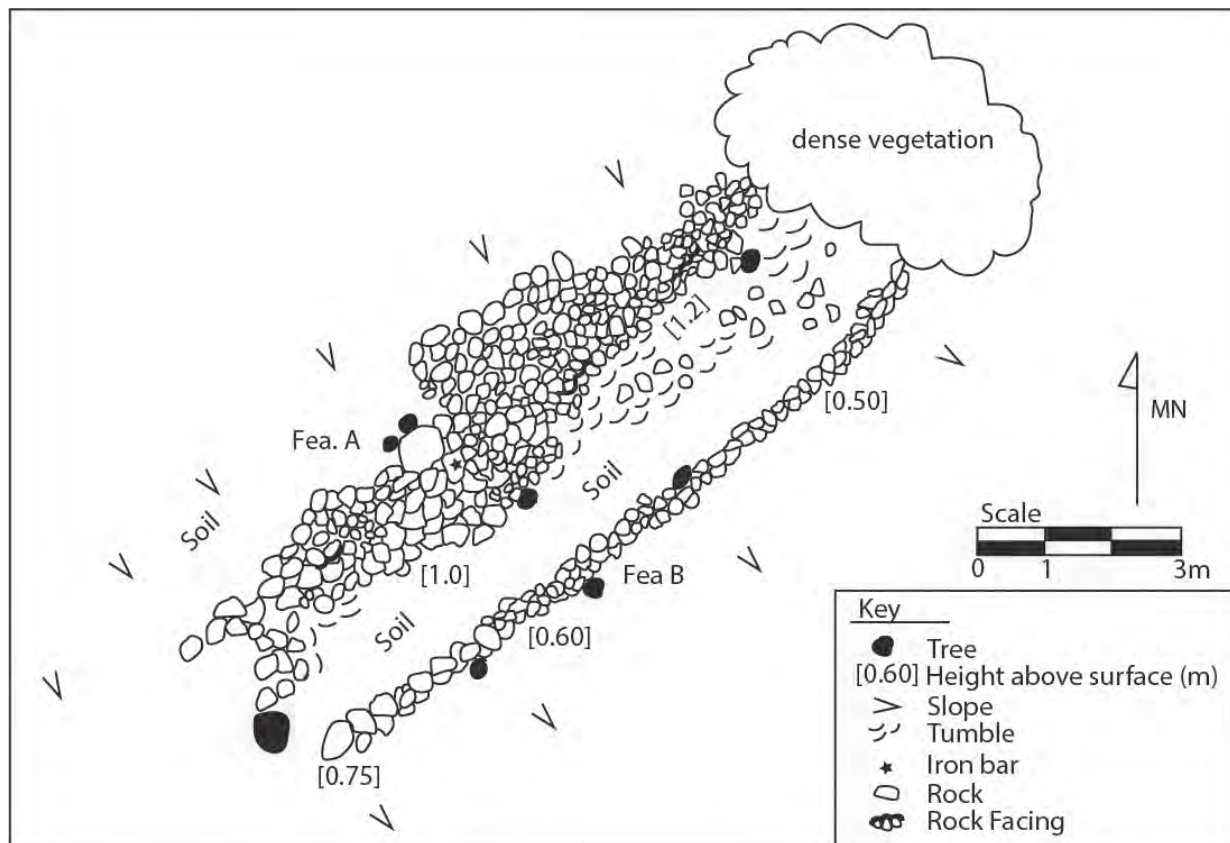 dense vegetation
[1.2]
[0.50]
MN
Fea. A
Soil
Soil
Scale
0 1 3m
[1.0]
Fea B
Soil
[0.60]
[0.75]
Key
Tree
[0.60] Height above surface (m)
Slope
Tumble
Iron bar
Rock
Rock Facing